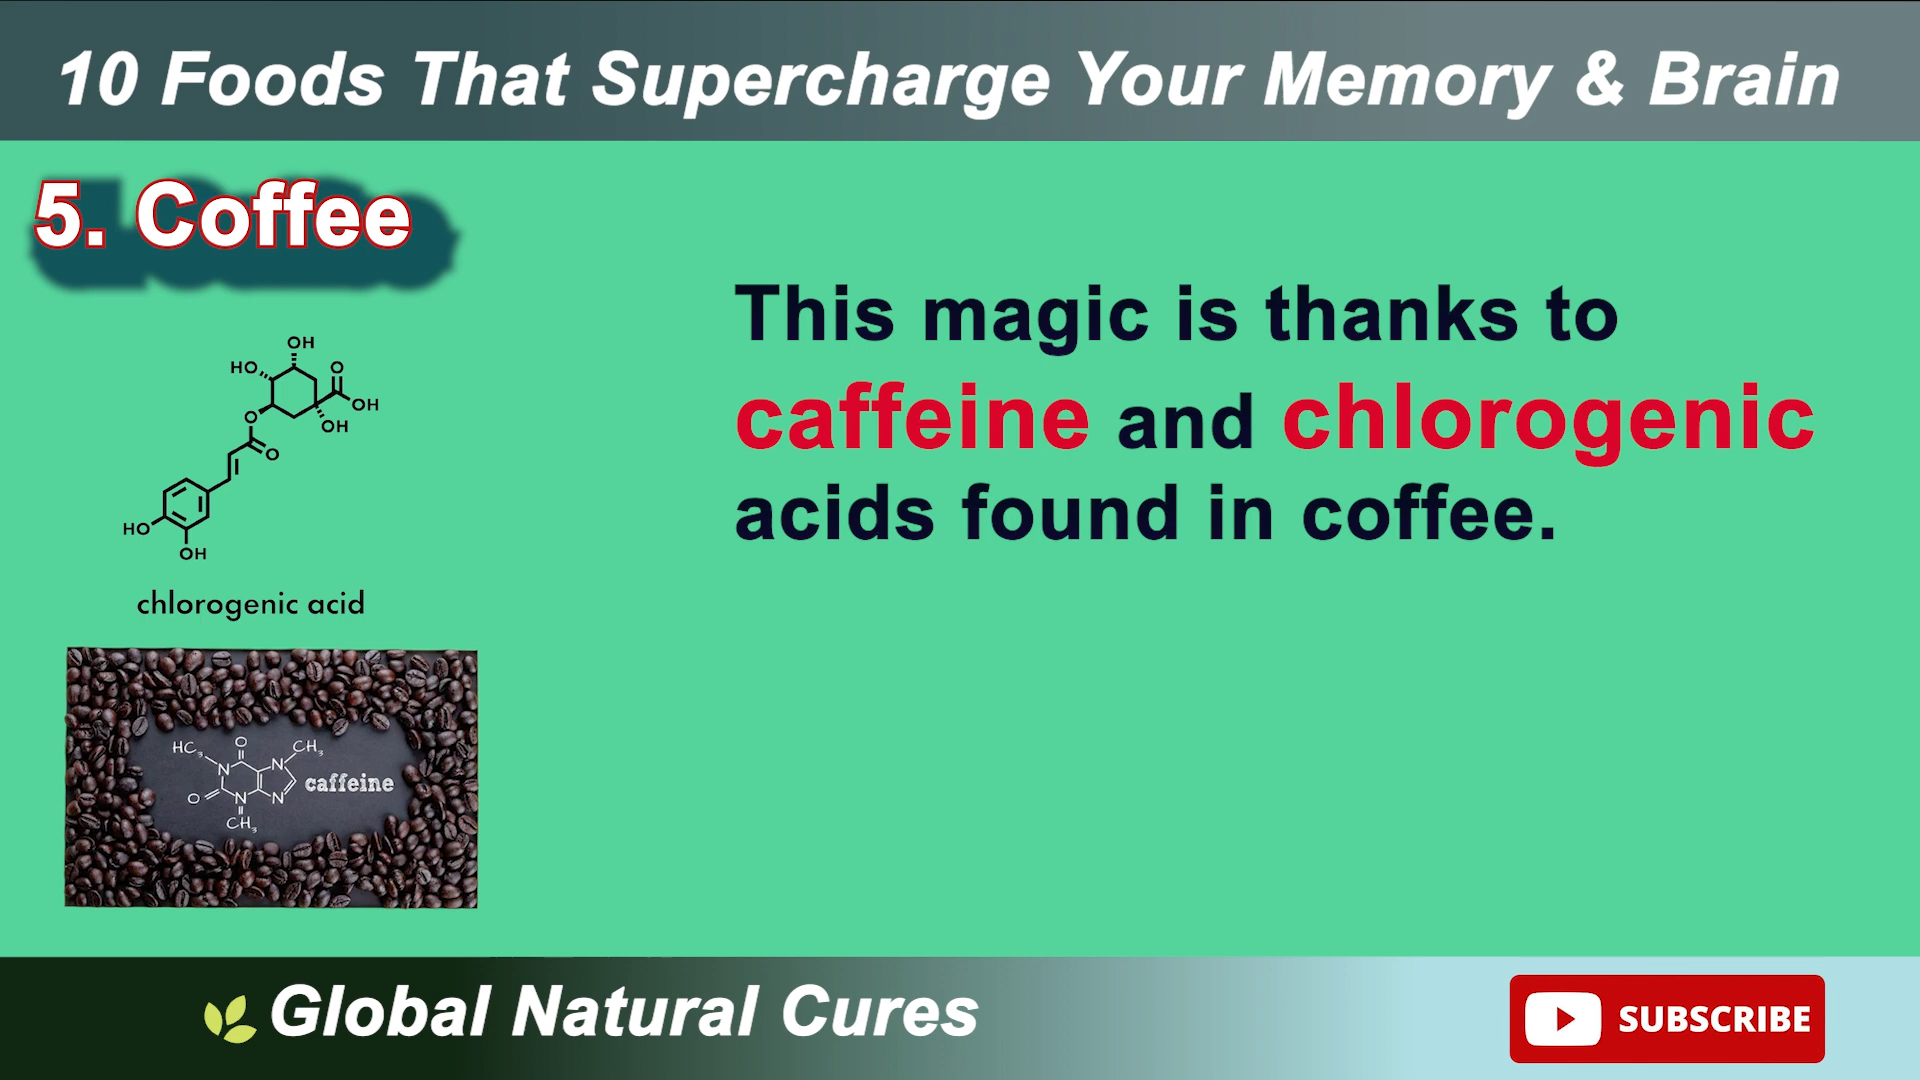 10 Foods That Supercharge Your Memory & Brain
5. Coffee
This magic is thanks to
caffeine and chlorogenic
acids found in coffee.
OH
HO
O
OH
OH
O
O
HO
OH
chlorogenic acid
HC3
O
CH3
N
N
caffeine
O
N
N
CH3
Global Natural Cures
SUBSCRIBE